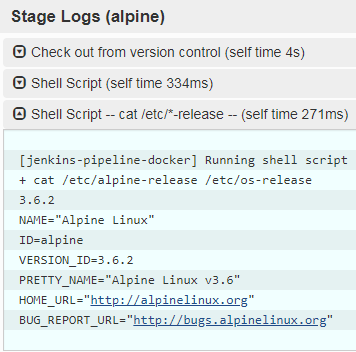 Stage Logs (alpine)
Check out from version control (self time 4s)
Shell Script (self time 334ms)
Shell Script -- cat /etc/*-release -- (self time 271ms)
[jenkins-pipeline-docker] Running shell script
+ cat /etc/alpine-release /etc/os-release
3.6.2
NAME="Alpine Linux"
ID=alpine
VERSION_ID=3.6.2
PRETTY_NAME="Alpine Linux v3.6"
HOME_URL="http://alpinelinux.org"
BUG_REPORT_URL="http://bugs.alpinelinux.org"